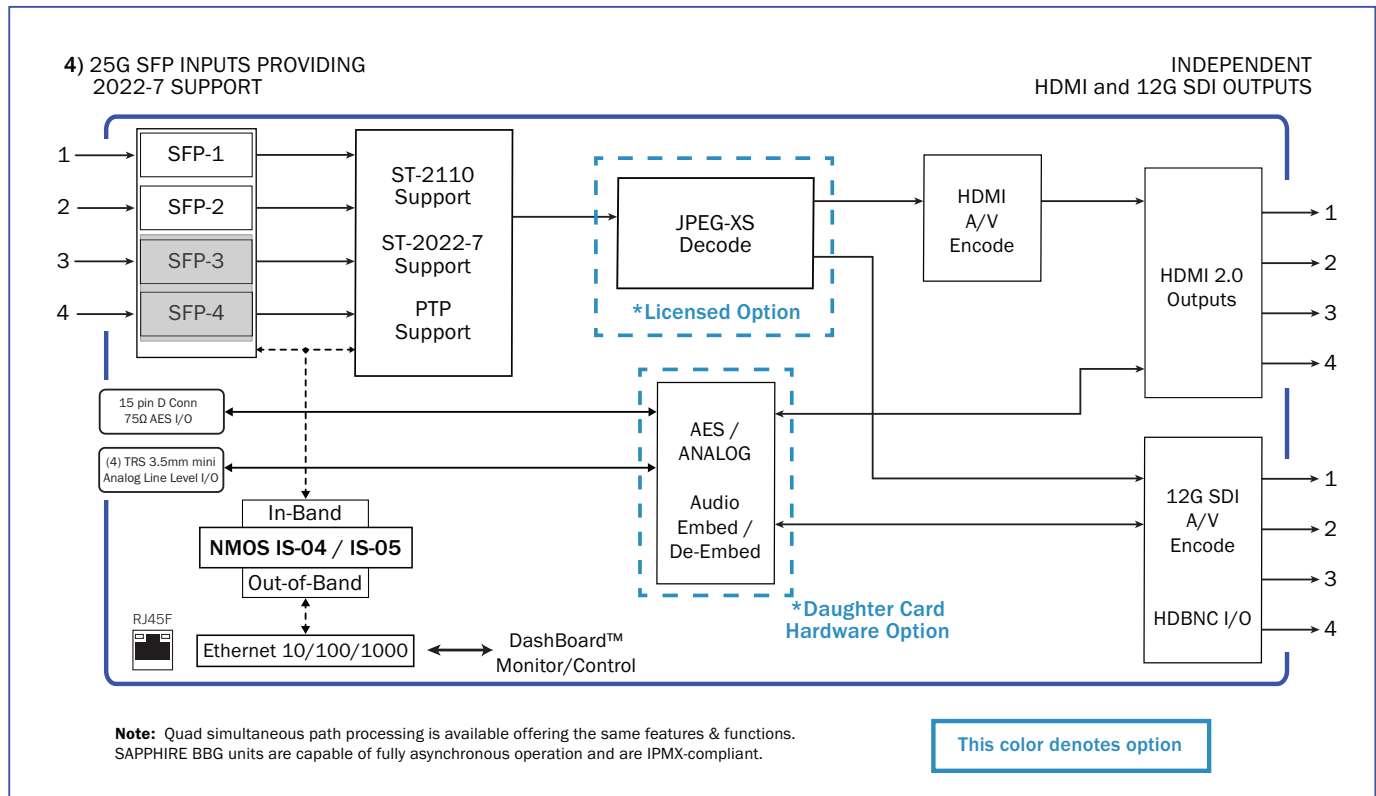 4) 25G SFP INPUTS PROVIDING
2022-7 SUPPORT
INDEPENDENT
HDMI and 12G SDI OUTPUTS
1
2
3
4
SFP-1
SFP-2
SFP-3
SFP-4
ST-2110
Support
ST-2022-7
Support
PTP
Support
JPEG-XS
Decode
*Licensed Option
HDMI
A/V
Encode
HDMI 2.0
Outputs
1
2
3
4
15 pin D Conn
75Ω AES I/O
(4) TRS 3.5mm mini
Analog Line Level I/O
AES /
ANALOG
Audio
Embed /
De-Embed
*Daughter Card
Hardware Option
12G SDI
A/V
Encode
HDBNC I/O
1
2
3
4
In-Band
NMOS IS-04 / IS-05
Out-of-Band
RJ45F
Ethernet 10/100/1000
DashBoard™
Monitor/Control
Note: Quad simultaneous path processing is available offering the same features & functions.
SAPPHIRE BBG units are capable of fully asynchronous operation and are IPMX-compliant.
This color denotes option